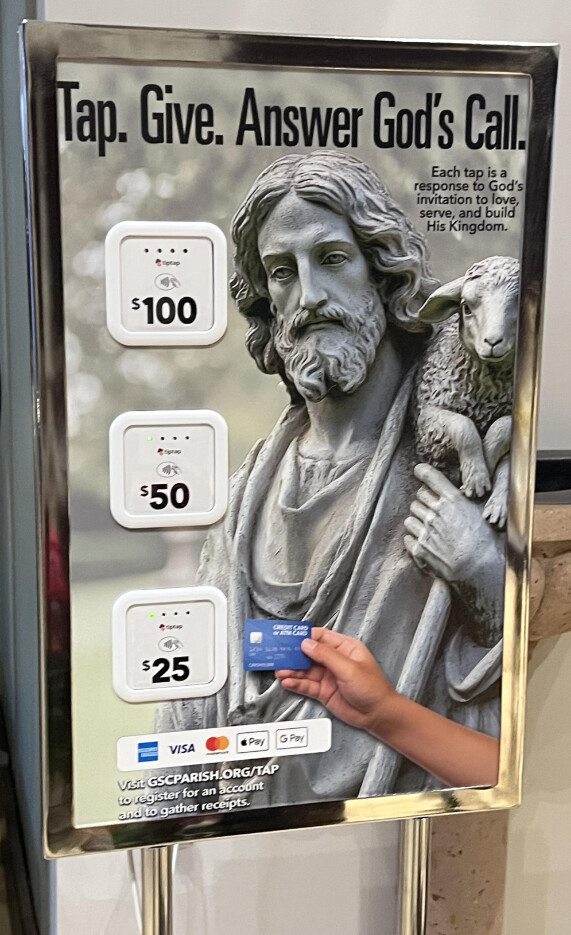 Tap. Give. Answer God's Call.
Each tap is a
response to God's
invitation to love,
serve, and build
His Kingdom.
tiptap
$100
tiptap
$50
tiptap
$25
CREDIT CARD
or ATM CARD
CARDHOLDER
VISA
mastercard
Pay
G Pay
Visit GSCPARISH.ORG/TAP
to register for an account
and to gather receipts.